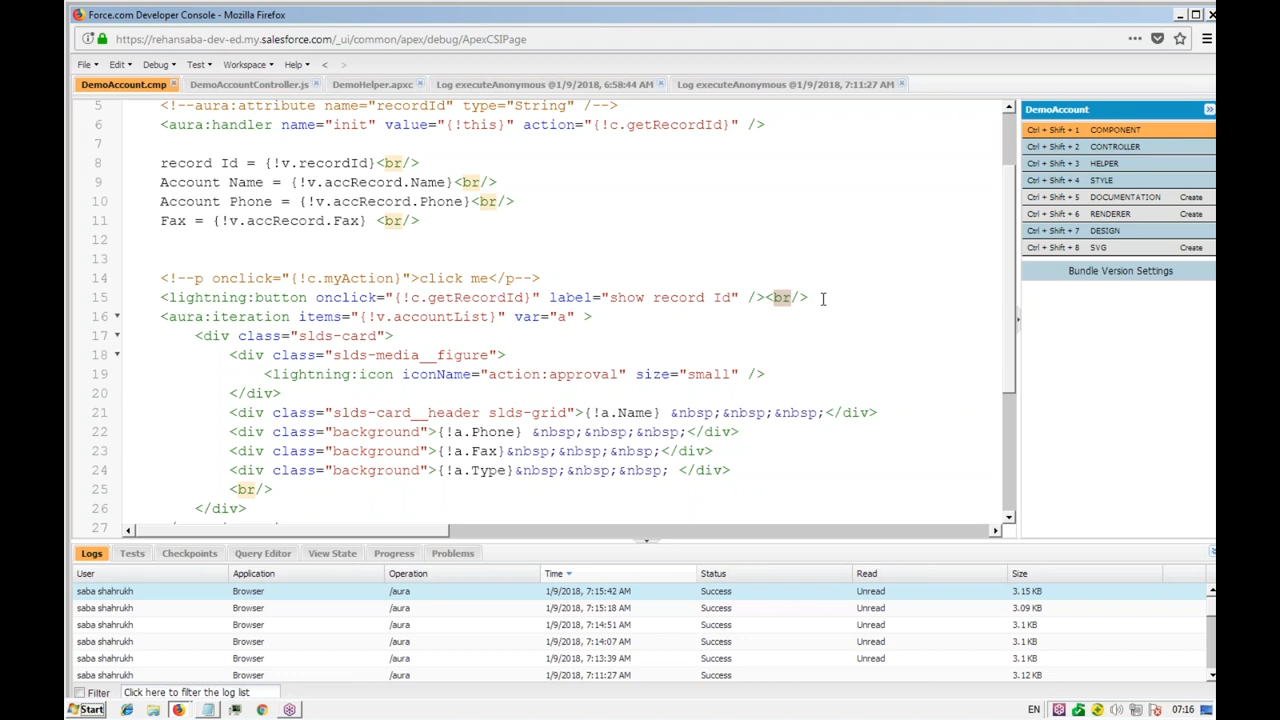 Force.com Developer Console - Mozilla Firefox
https://rehansaba-dev-ed.my.salesforce.com/_ui/common/apex/debug/ApexCSIPage
File Edit Debug Test Workspace Help < >
DemoAccount.cmp DemoAccountController.js DemoHelper.apxc Log executeAnonymous @1/9/2018, 6:58:44 AM Log executeAnonymous @1/9/2018, 7:11:27 AM
5 <!--aura:attribute name="recordId" type="String" /-->
6 <aura:handler name="init" value="{!this} action="{!c.getRecordId}" />
7
8 record Id = {!v.recordId}<br/>
9 Account Name = {!v.accRecord.Name}<br/>
10 Account Phone = {!v.accRecord.Phone}<br/>
11 Fax = {!v.accRecord.Fax} <br/>
12
13
14 <!--p onclick="{!c.myAction}">click me</p-->
15 <lightning:button onclick="{!c.getRecordId}" label="show record Id" /><br/>
16 <aura:iteration items="{!v.accountList}" var="a" >
17 <div class="slds-card">
18 <div class="slds-media__figure">
19 <lightning:icon iconName="action:approval" size="small" />
20 </div>
21 <div class="slds-card__header slds-grid">{!a.Name} &nbsp;&nbsp;&nbsp;</div>
22 <div class="background">{!a.Phone} &nbsp;&nbsp;&nbsp;</div>
23 <div class="background">{!a.Fax}&nbsp;&nbsp;&nbsp;</div>
24 <div class="background">{!a.Type}&nbsp;&nbsp;&nbsp; </div>
25 <br/>
26 </div>
27
DemoAccount
Ctrl + Shift + 1 COMPONENT
Ctrl + Shift + 2 CONTROLLER
Ctrl + Shift + 3 HELPER
Ctrl + Shift + 4 STYLE
Ctrl + Shift + 5 DOCUMENTATION Create
Ctrl + Shift + 6 RENDERER Create
Ctrl + Shift + 7 DESIGN
Ctrl + Shift + 8 SVG Create
Bundle Version Settings
Logs Tests Checkpoints Query Editor View State Progress Problems
User Application Operation Time Status Read Size
saba shahrukh Browser /aura 1/9/2018, 7:15:42 AM Success Unread 3.15 KB
saba shahrukh Browser /aura 1/9/2018, 7:15:18 AM Success Unread 3.09 KB
saba shahrukh Browser /aura 1/9/2018, 7:14:51 AM Success Unread 3.1 KB
saba shahrukh Browser /aura 1/9/2018, 7:14:07 AM Success Unread 3.1 KB
saba shahrukh Browser /aura 1/9/2018, 7:13:39 AM Success Unread 3.1 KB
saba shahrukh Browser /aura 1/9/2018, 7:11:27 AM Success Unread 3.12 KB
Filter Click here to filter the log list
Start EN 07:16